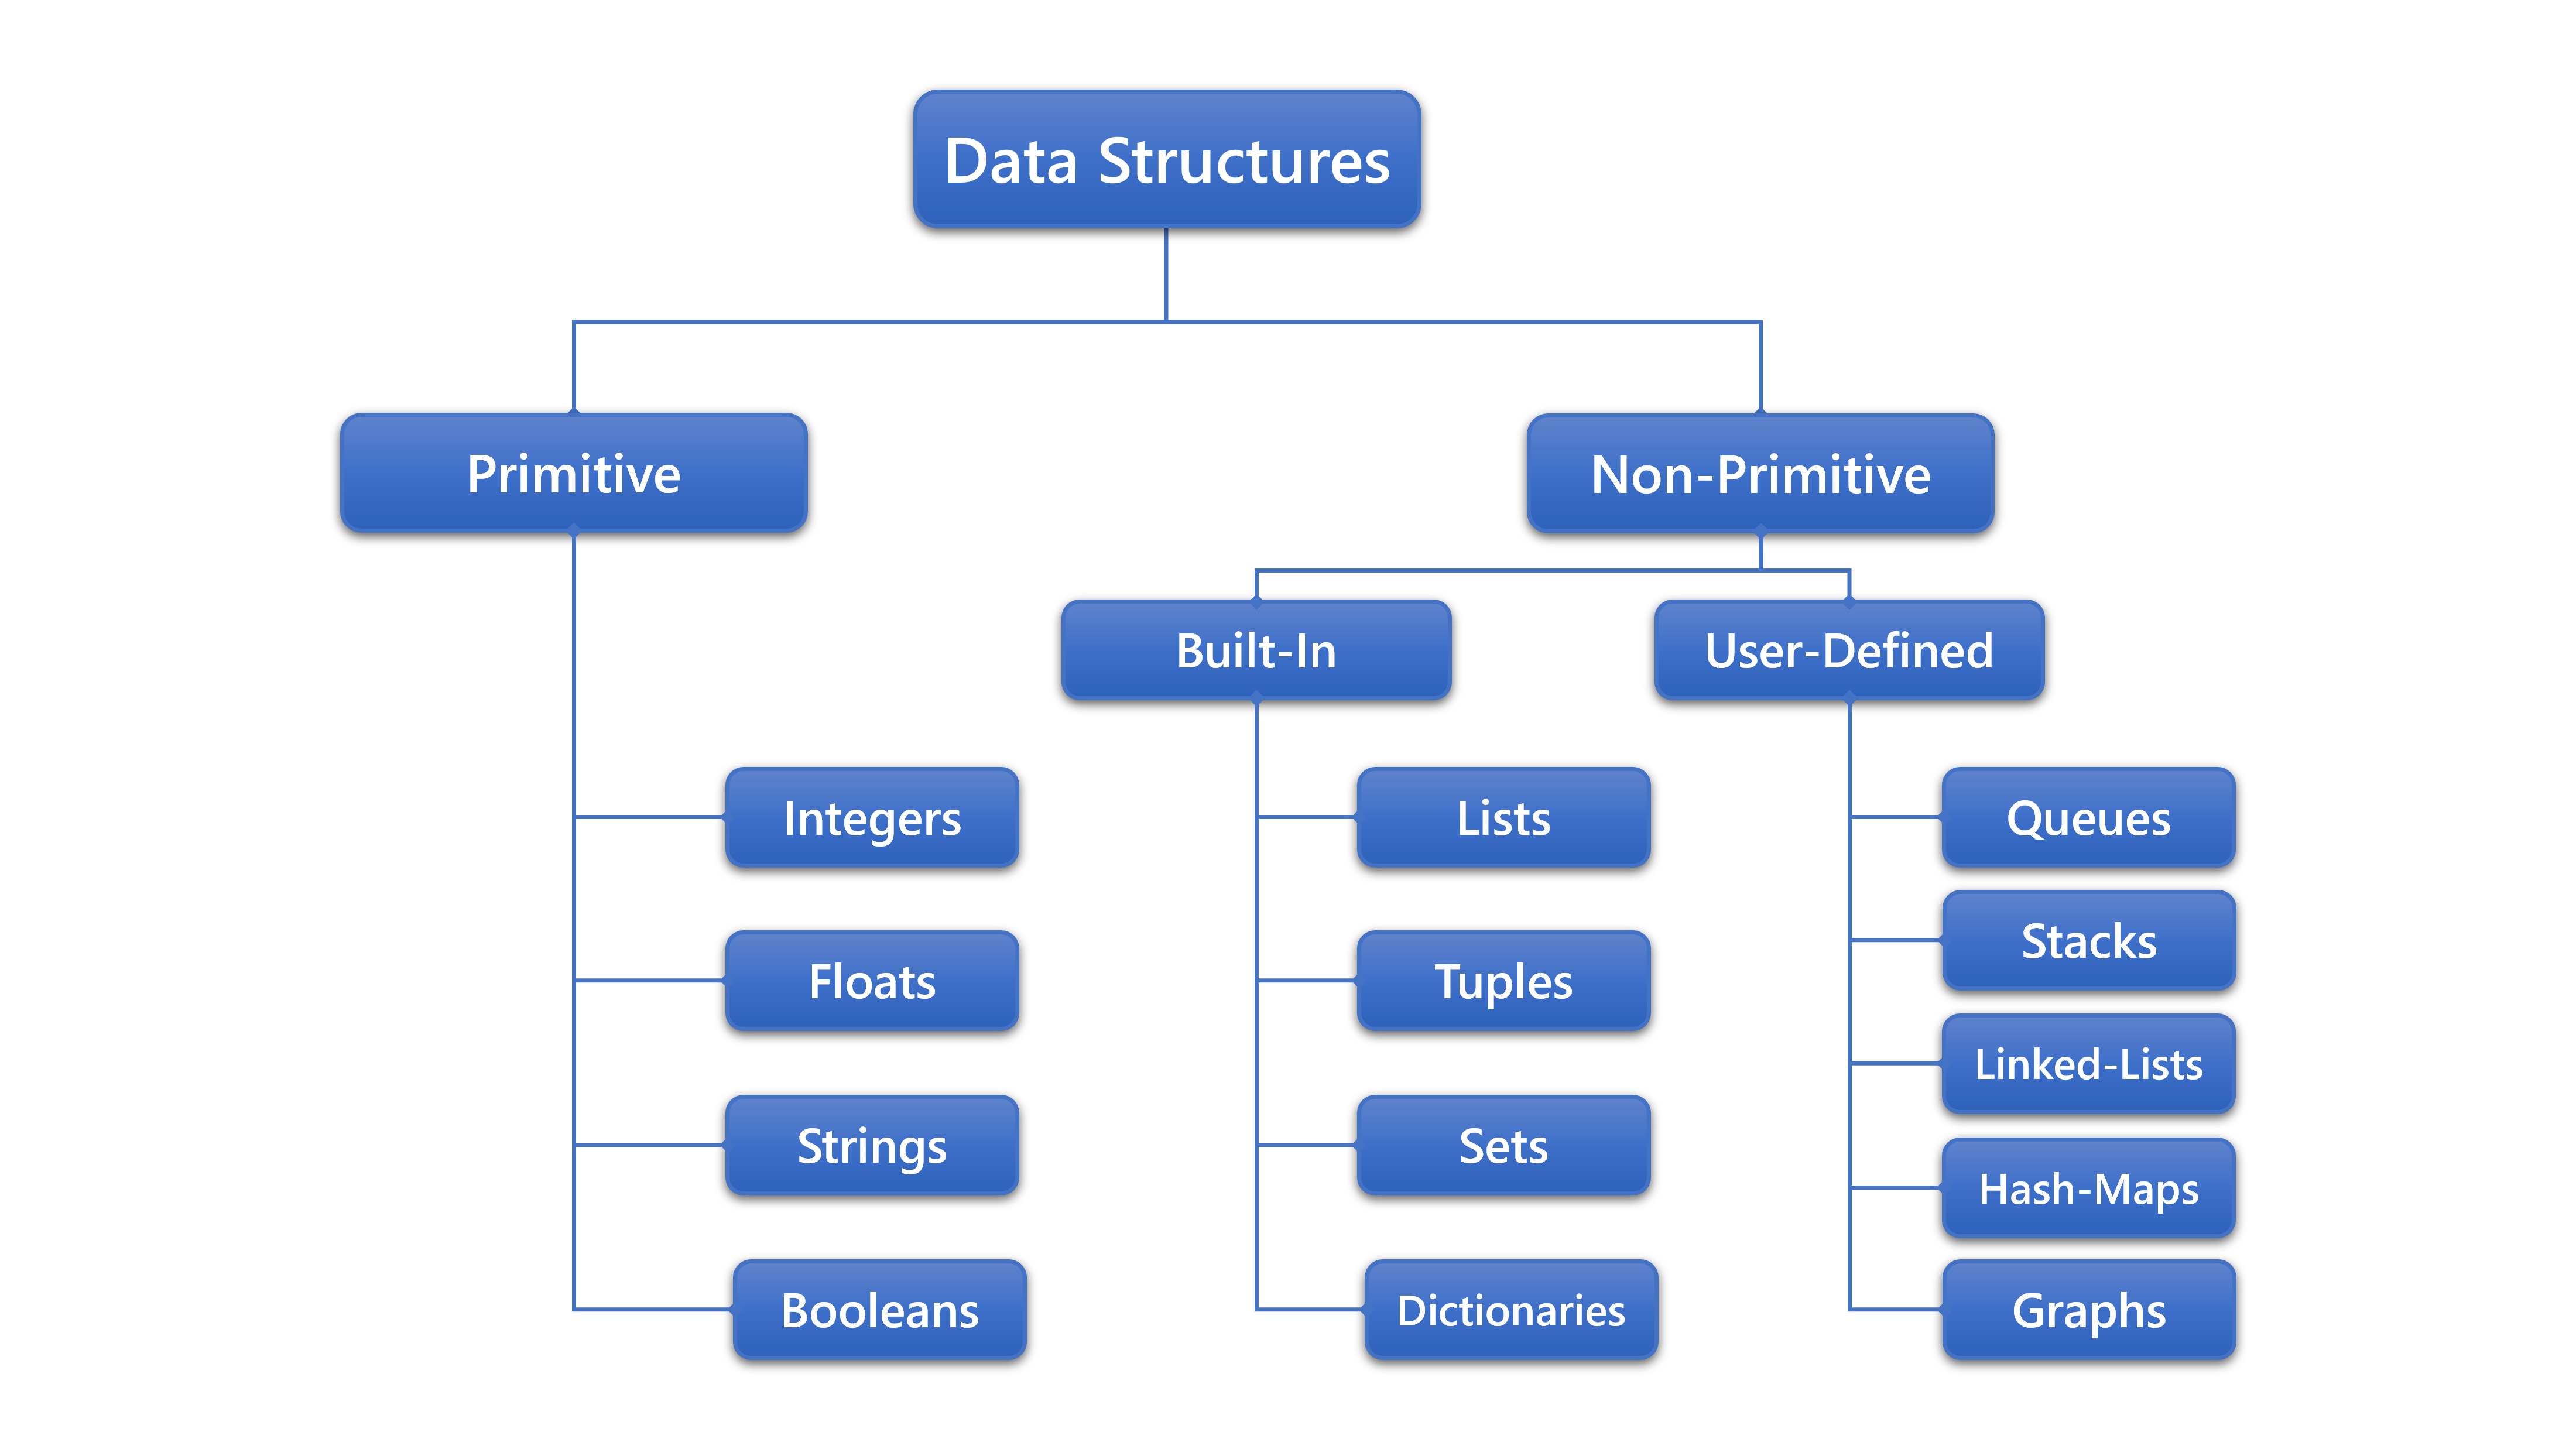 Data Structures
Primitive
Non-Primitive
Built-In
User-Defined
Integers
Lists
Queues
Floats
Tuples
Stacks
Strings
Sets
Linked-Lists
Hash-Maps
Booleans
Dictionaries
Graphs